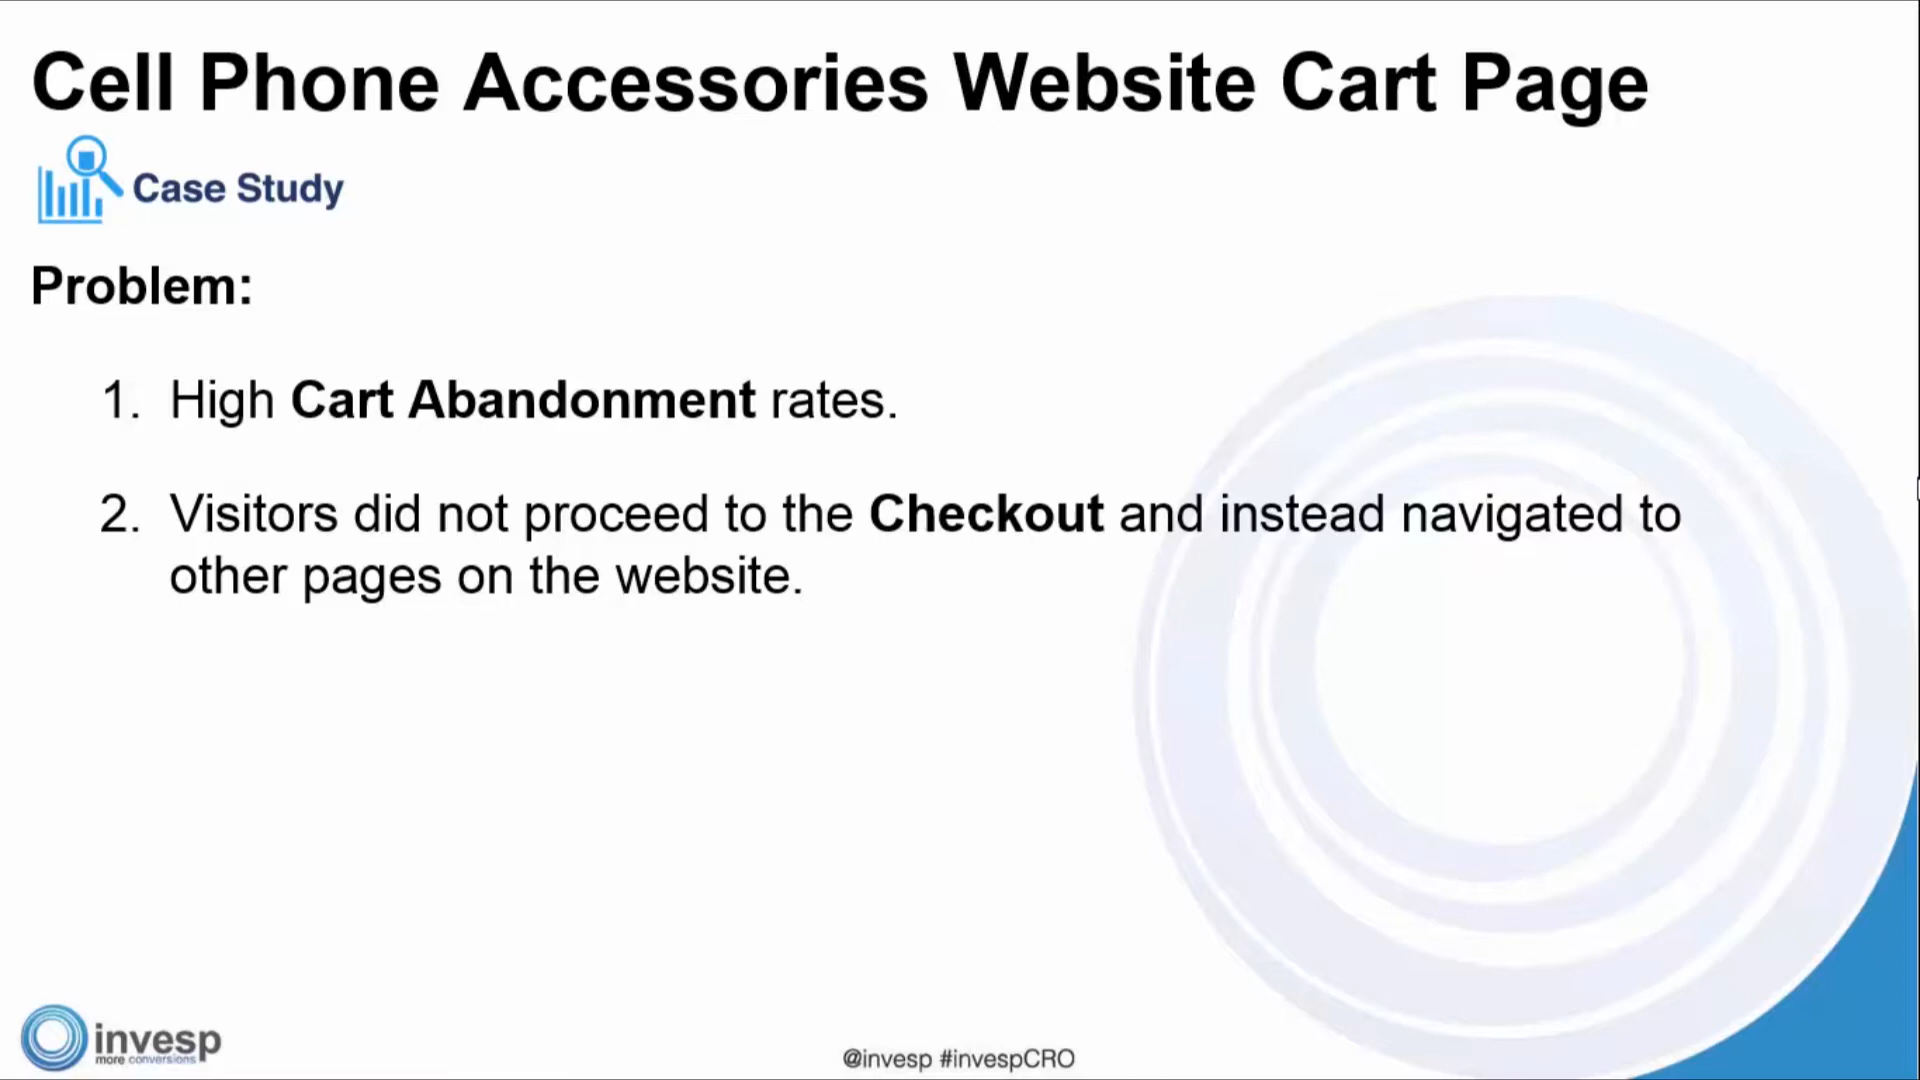 Cell Phone Accessories Website Cart Page
Case Study
Problem:
1. High Cart Abandonment rates.
2. Visitors did not proceed to the Checkout and instead navigated to
other pages on the website.
invesp
more conversions
@invesp #invespCRO